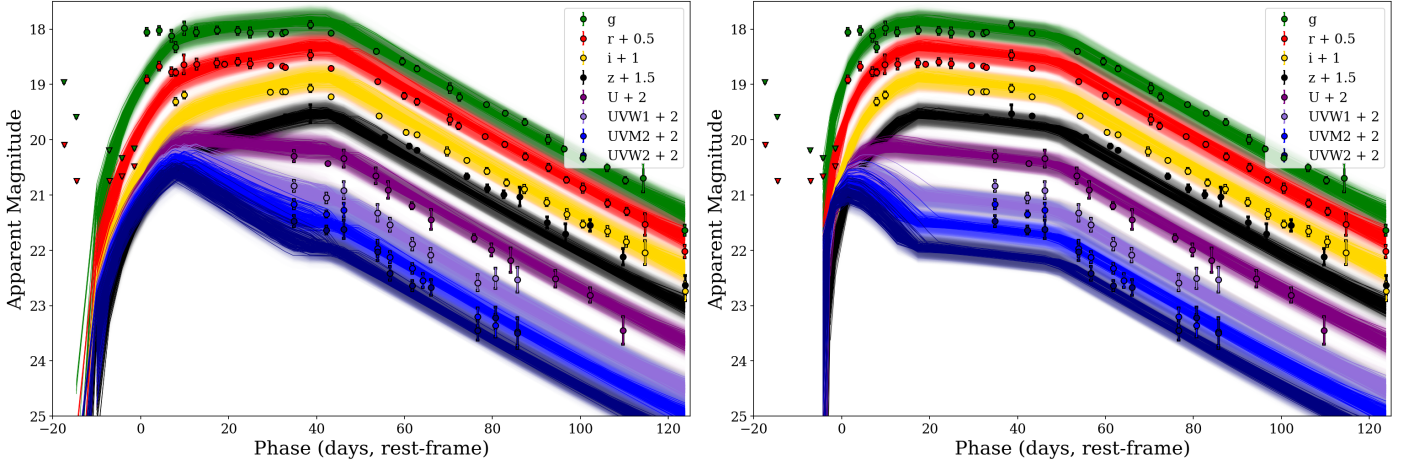 18
19
20
21
22
23
24
25
Apparent Magnitude
−20
0
20
40
60
80
100
120
Phase (days, rest-frame)
g
r + 0.5
i + 1
z + 1.5
U + 2
UVW1 + 2
UVM2 + 2
UVW2 + 2
18
19
20
21
22
23
24
25
Apparent Magnitude
−20
0
20
40
60
80
100
120
Phase (days, rest-frame)
g
r + 0.5
i + 1
z + 1.5
U + 2
UVW1 + 2
UVM2 + 2
UVW2 + 2